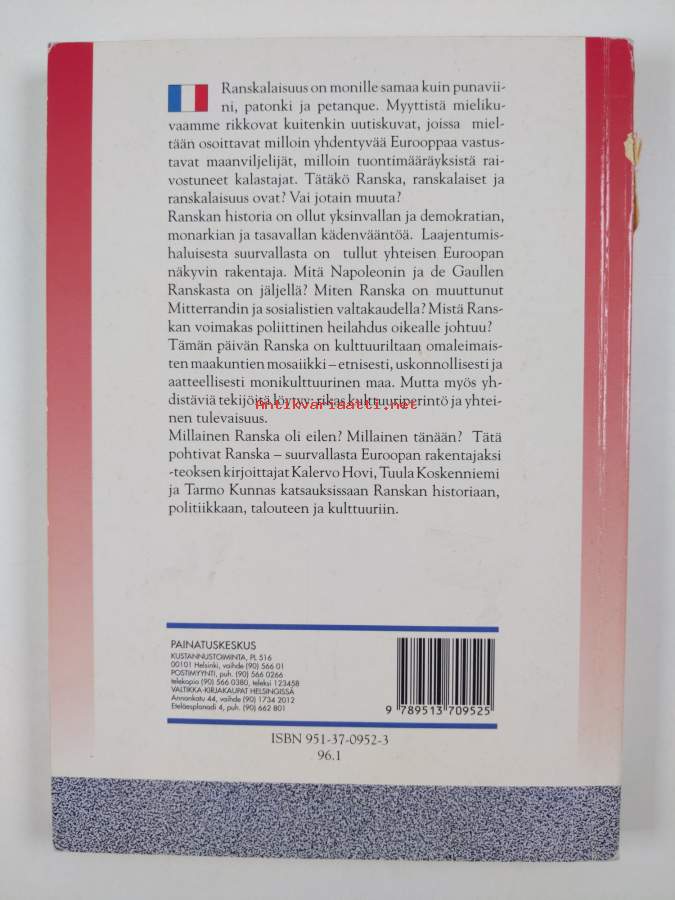 Ranskalaisuus on monille samaa kuin punavii-
ni, patonki ja petanque. Myyttistä mieliku-
vaamme rikkovat kuitenkin uutiskuvat, joissa miel-
tään osoittavat milloin yhdentyvää Eurooppaa vastus-
tavat maanviljelijät, milloin tuontimääräyksistä rai-
vostuneet kalastajat. Tätäkö Ranska, ranskalaiset ja
ranskalaisuus ovat? Vai jotain muuta?
Ranskan historia on ollut yksinvallan ja demokratian,
monarkian ja tasavallan kädenvääntöä. Laajentumis-
haluisesta suurvallasta on tullut yhteisen Euroopan
näkyvin rakentaja. Mitä Napoleonin ja de Gaullen
Ranskasta on jäljellä? Miten Ranska on muuttunut
Mitterrandin ja sosialistien valtakaudella? Mistä Rans-
kan voimakas poliittinen heilahdus oikealle johtuu?
Tämän päivän Ranska on kulttuuriltaan omaleimais-
ten maakuntien mosaiikki – etnisesti, uskonnollisesti ja
aatteellisesti monikulttuurinen maa. Mutta myös yh-
distäviä tekijöitä löytyy: rikas kulttuuriperintö ja yhtei-
Antikvariaatti.net
nen tulevaisuus.
Millainen Ranska oli eilen? Millainen tänään? Tätä
pohtivat Ranska – suurvallasta Euroopan rakentajaksi
-teoksen kirjoittajat Kalervo Hovi, Tuula Koskenniemi
ja Tarmo Kunnas katsauksissaan Ranskan historiaan,
politiikkaan, talouteen ja kulttuuriin.
PAINATUSKESKUS
KUSTANNUSTOIMINTA, PL 516
00101 Helsinki, vaihde (90) 566 01
POSTIMYYNTI, puh. (90) 566 0266
telekopio (90) 566 0380, teleksi 123458
VALTIKKA-KIRJAKAUPAT HELSINGISSÄ
Annankatu 44, vaihde (90) 1734 2012
Eteläesplanadi 4, puh. (90) 662 801
9 789513 709525
ISBN 951-37-0952-3
96.1